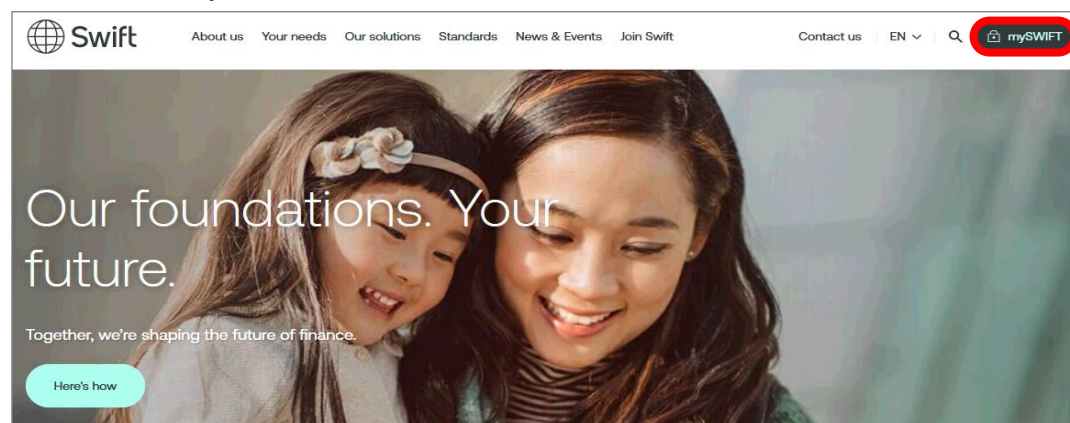 Swift
About us Your needs Our solutions Standards News & Events Join Swift Contact us EN mySWIFT
Our foundations. Your
future.
Together, we're shaping the future of finance.
Here's how